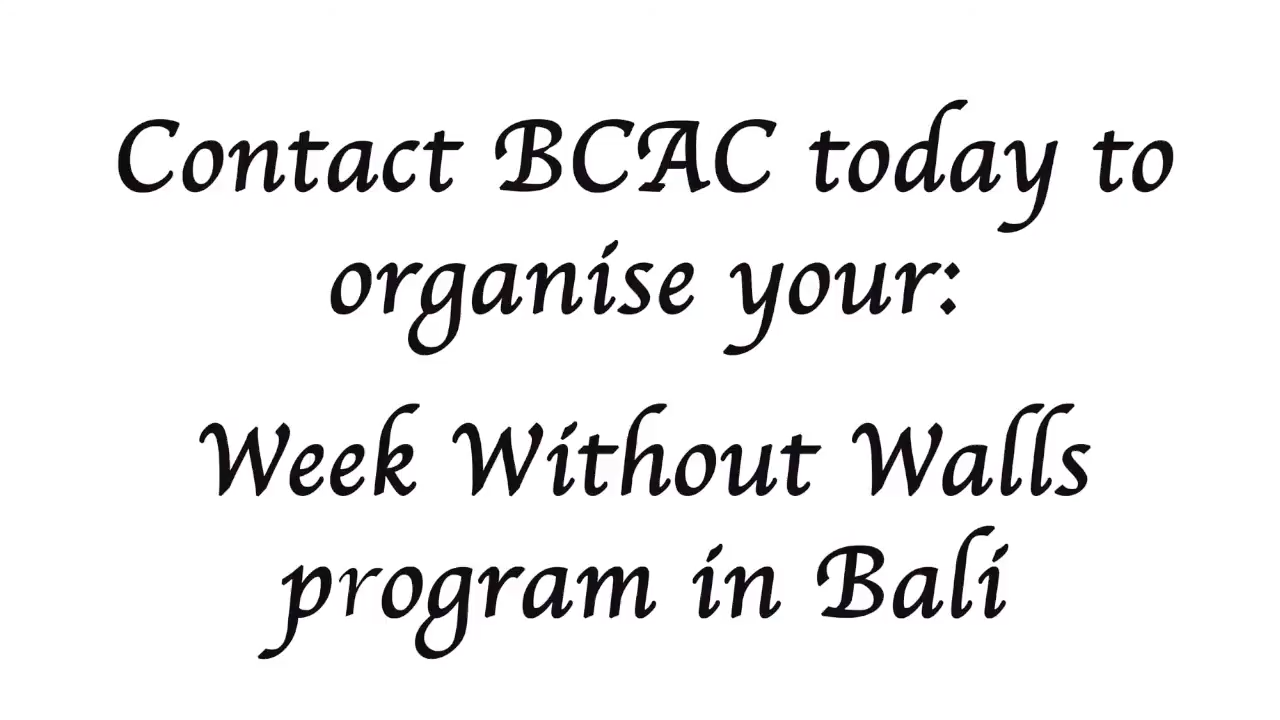 Contact BCAC today to
organise your:
Week Without Walls
program in Bali